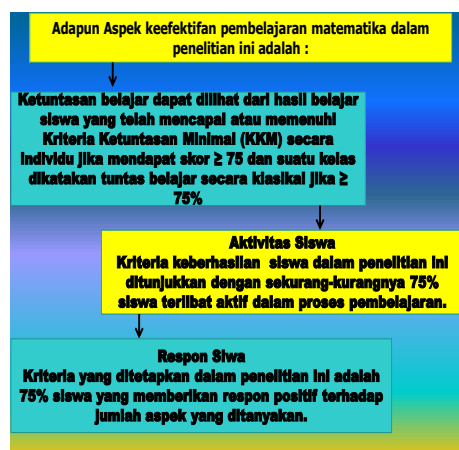 Adapun Aspek keefektifan pembelajaran matematika dalam
penelitian ini adalah :
Ketuntasan belajar dapat dilihat dari hasil belajar
siswa yang telah mencapai atau memenuhi
Kriteria Ketuntasan Minimal (KKM) secara
individu jika mendapat skor ≥ 75 dan suatu kelas
dikatakan tuntas belajar secara klasikal jika ≥
75%
Aktivitas Siswa
Kriteria keberhasilan siswa dalam penelitian ini
ditunjukkan dengan sekurang-kurangnya 75%
siswa terlibat aktif dalam proses pembelajaran.
Respon Siwa
Kriteria yang ditetapkan dalam penelitian ini adalah
75% siswa yang memberikan respon positif terhadap
jumlah aspek yang ditanyakan.